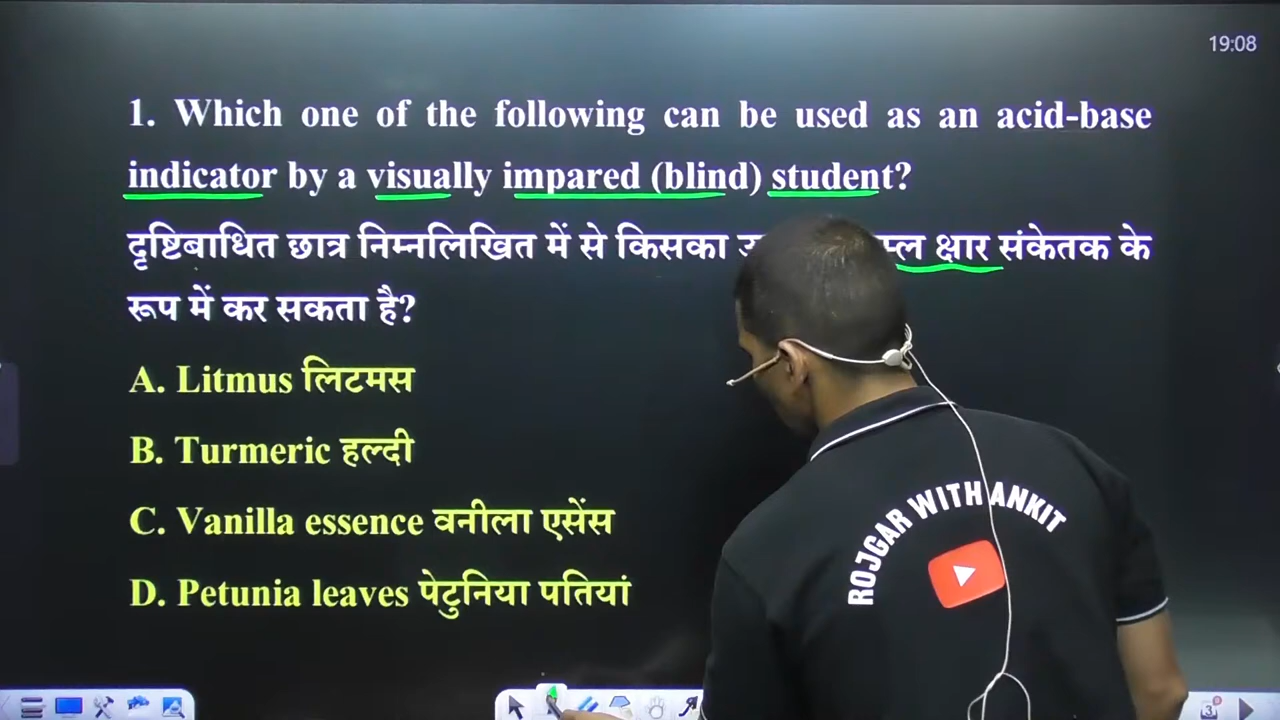 19:08
1. Which one of the following can be used as an acid-base
indicator by a visually impared (blind) student?
दृष्टिबाधित छात्र निम्नलिखित में से किसका क्षार संकेतक के
रूप में कर सकता है?
A. Litmus लिटमस
B. Turmeric हल्दी
C. Vanilla essence वनीला एसेंस
D. Petunia leaves पेटुनिया पतियां
ROJGAR WITH ANKIT
3